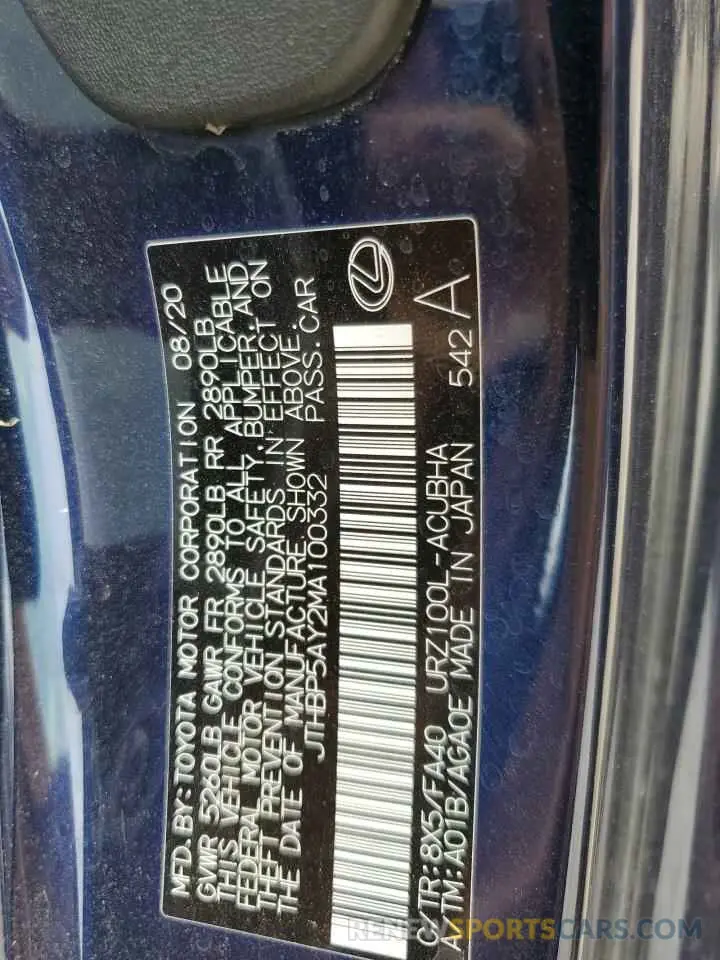 MFD. BY: TOYOTA MOTOR CORPORATION 08/20
GVWR 5260LB GAWR FR 2890LB RR 2890LB
THIS VEHICLE CONFORMS TO ALL APPLICABLE
FEDERAL MOTOR VEHICLE SAFETY, BUMPER, AND
THEFT PREVENTION STANDARDS IN EFFECT ON
THE DATE OF MANUFACTURE SHOWN ABOVE.
JTHBP5AY2MA100332 PASS. CAR
C/TR: 8X5/FA40 URZ100L-ACUBHA 542
A/TM: A01B/AGA0E MADE IN JAPAN A
RENEWSPORTSCARS.COM